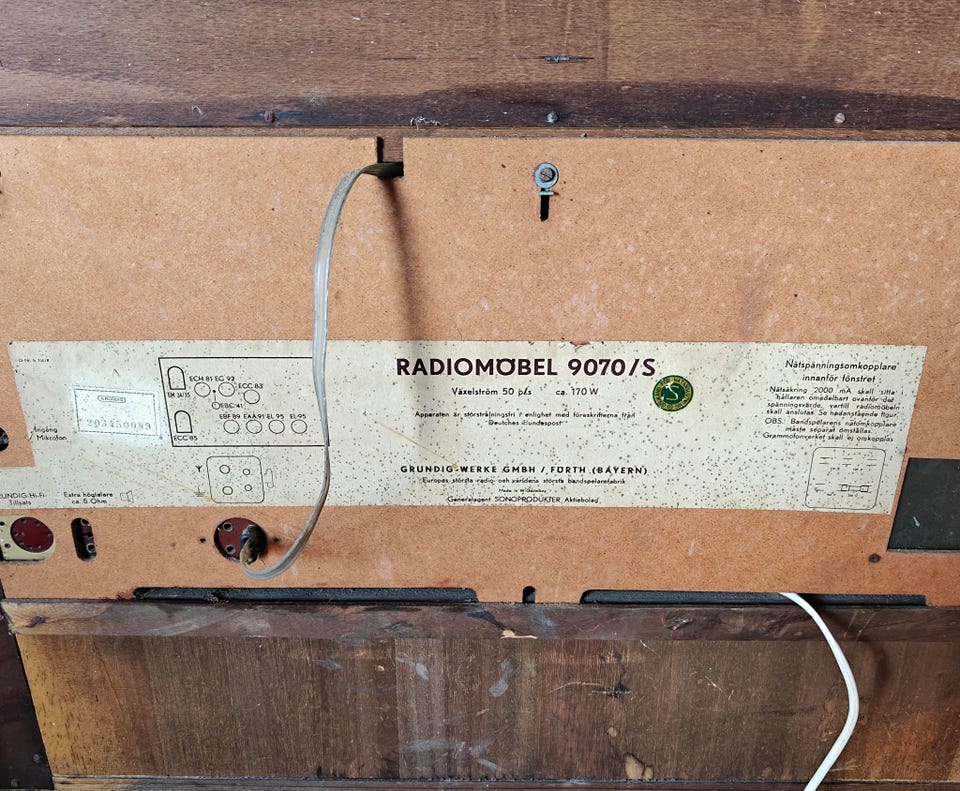 RADIOMÖBEL 9070/S
Växelström 50 p/s ca. 170 W
Apparaten är störstrålningsfri i enlighet med föreskrifterna från
Deutsches Bundespost
GRUNDIG-WERKE GMBH / FÜRTH (BAYERN)
Europas största radio- och världens största bandspelarefabrik
Made in W.-Germany
Generalagent SONOPRODUKTER Aktiebolag
Nätspänningsomkopplare
innanför fönstret
Nätsäkring 2000 mA skall sitta i
hållaren omedelbart ovanför det
spänningsvärde, vartill radiomöbeln
skall anslutas. Se nedanstående figur.
OBS: Bandspelarens nätomkopplare
måste separat omställas.
Grammofonverket skall ej omkopplas
GRUNDIG
293450089
ECH 81 EC 92
EM 34/35
ECC 83
EBC 41
EBF 89 EAA 91 EL 95 EL 95
ECC 85
Ingång
Mikrofon
UNDIG Hi-Fi-
Tillsats
Extra högtalare
ca. 5 Ohm
S